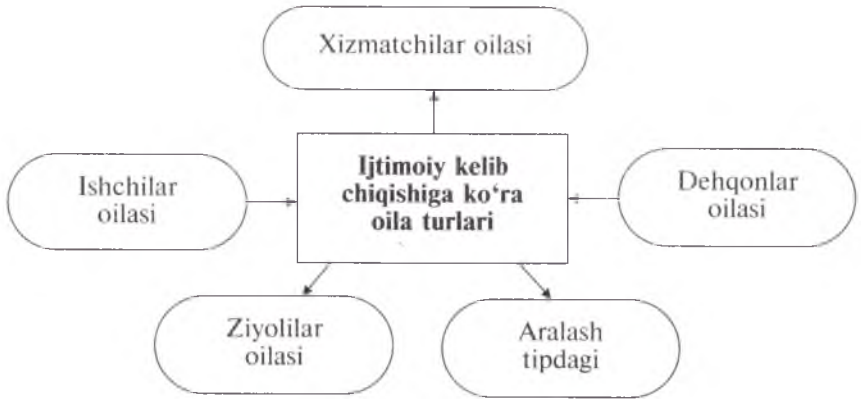 Xizmatchilar oilasi
Ishchilar
oilasi
Ijtimoiy kelib
chiqishiga ko‘ra
oila turlari
Dehqonlar
oilasi
Ziyolilar
oilasi
Aralash
tipdagi